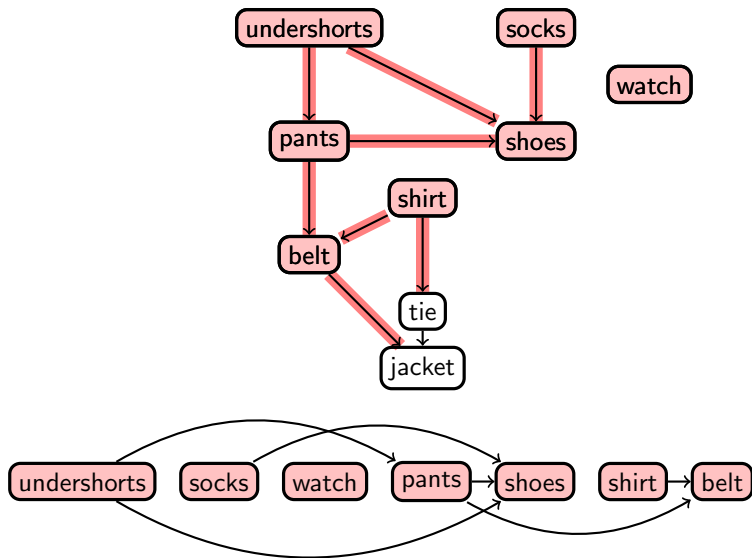 undershorts socks
watch
pants shoes
shirt
belt
tie
jacket
undershorts socks watch pants shoes shirt belt